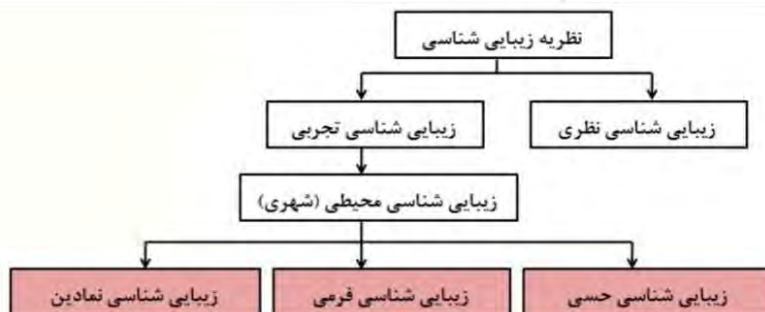 نظریه زیبایی شناسی
زیبایی شناسی نظری
زیبایی شناسی تجربی
زیبایی شناسی محیطی (شهری)
زیبایی شناسی حسی
زیبایی شناسی فرمی
زیبایی شناسی نمادین